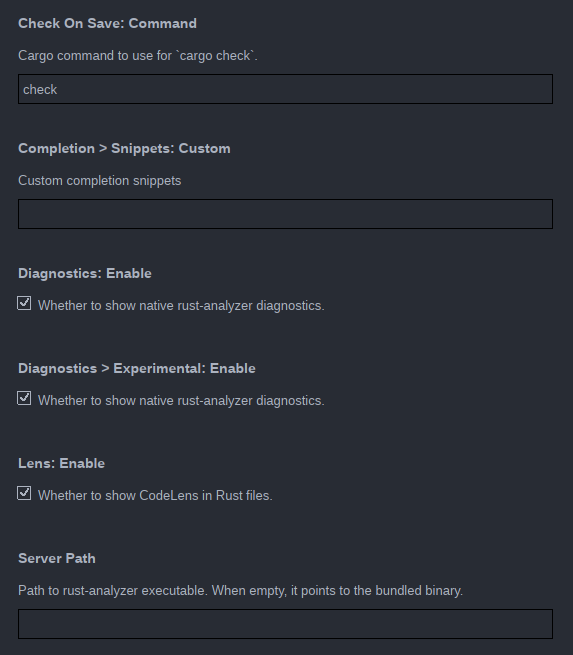 Check On Save: Command
Cargo command to use for `cargo check`.
check
Completion > Snippets: Custom
Custom completion snippets
Diagnostics: Enable
Whether to show native rust-analyzer diagnostics.
Diagnostics > Experimental: Enable
Whether to show native rust-analyzer diagnostics.
Lens: Enable
Whether to show CodeLens in Rust files.
Server Path
Path to rust-analyzer executable. When empty, it points to the bundled binary.